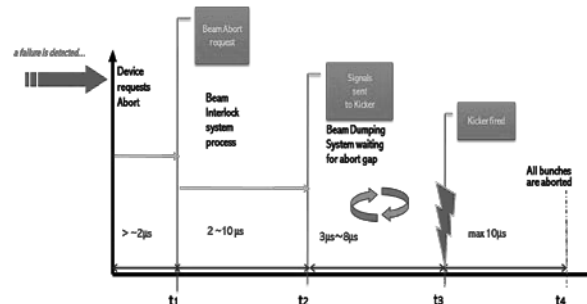 a failure is detected....
Device
requests
Abort
Beam Abort
request
Beam
Interlock
system
process
Signals
sent
to Kicker
Beam Dumping
System waiting
for abort gap
Kicker fired
All bunches
are aborted
> ~2μs
2 ~10 μs
3μs~8μs
max 10μs
t1
t2
t3
t4